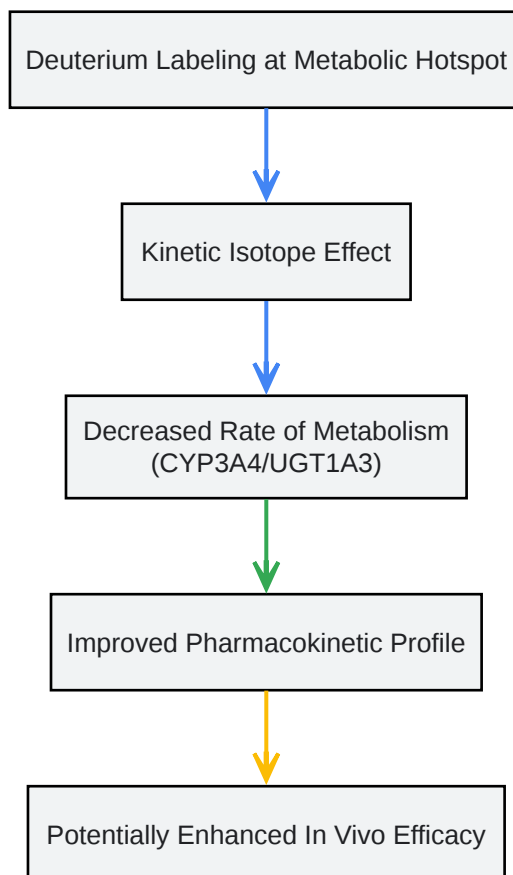 Deuterium Labeling at Metabolic Hotspot
Kinetic Isotope Effect
Decreased Rate of Metabolism
(CYP3A4/UGT1A3)
Improved Pharmacokinetic Profile
Potentially Enhanced In Vivo Efficacy